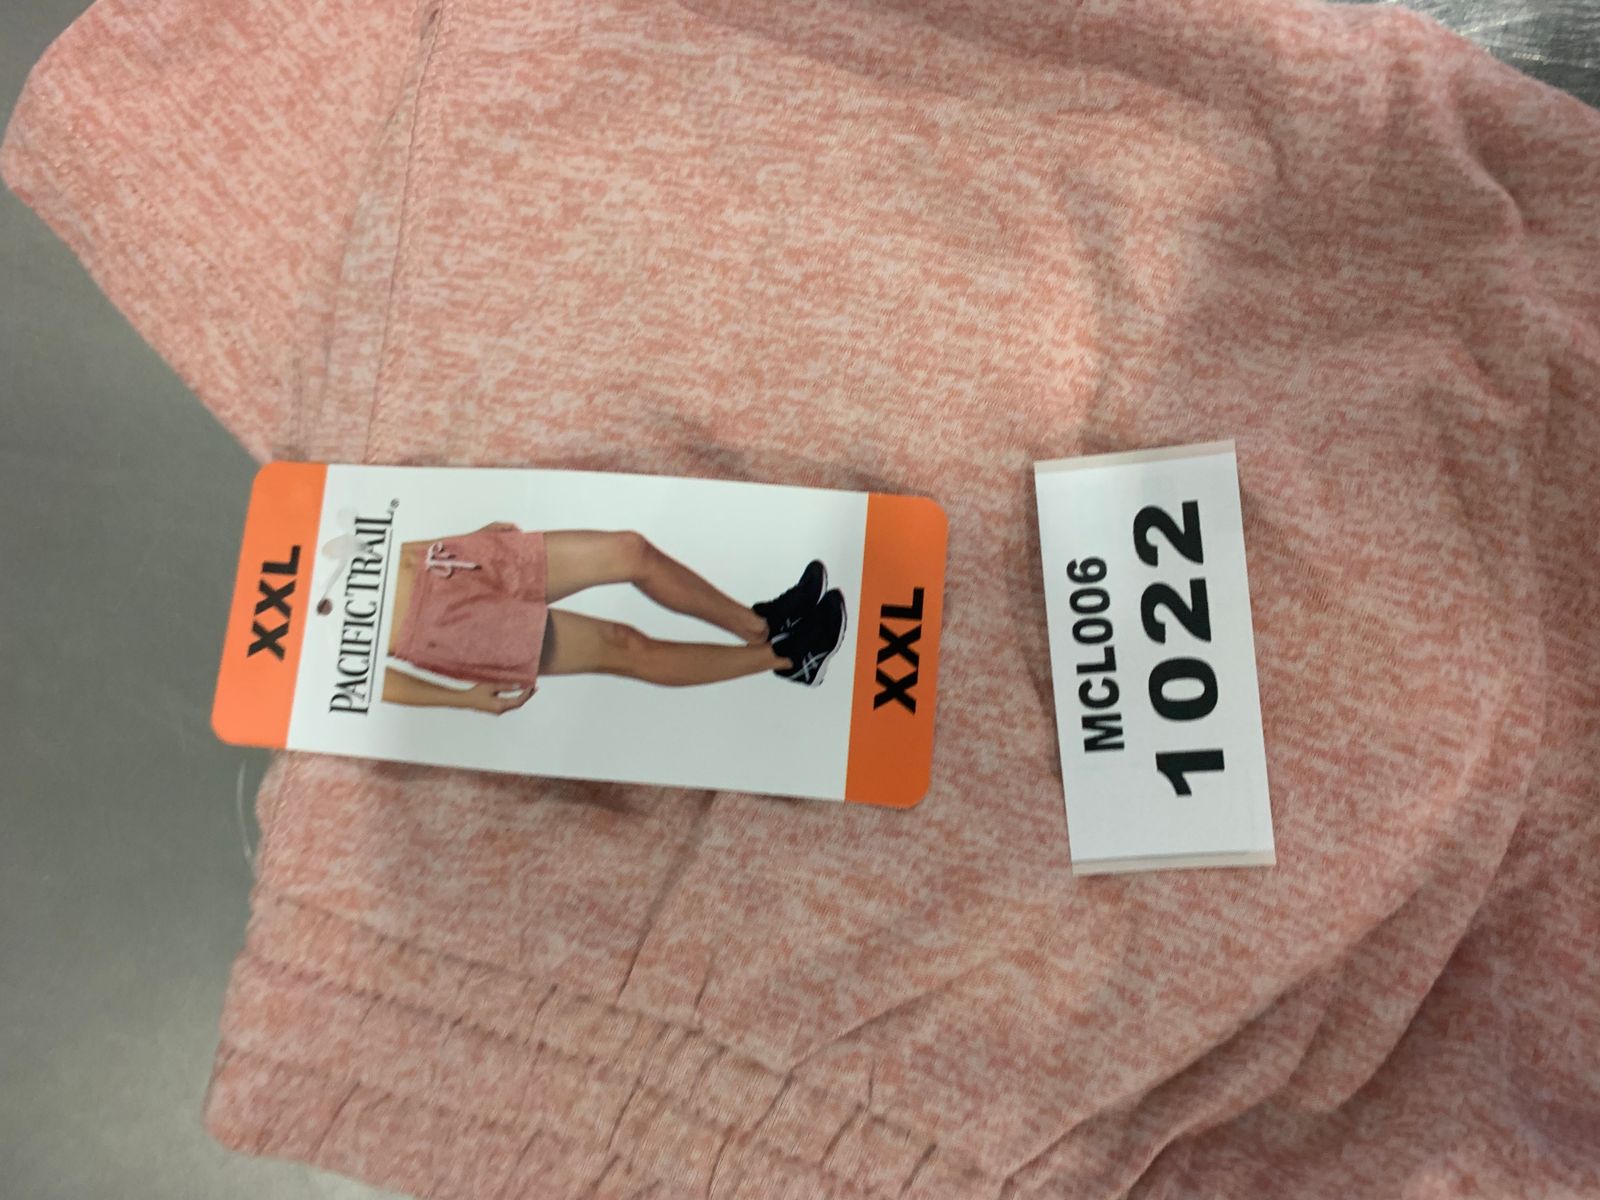 XXL
PACIFIC TRAIL®
XXL
MCL006
1022